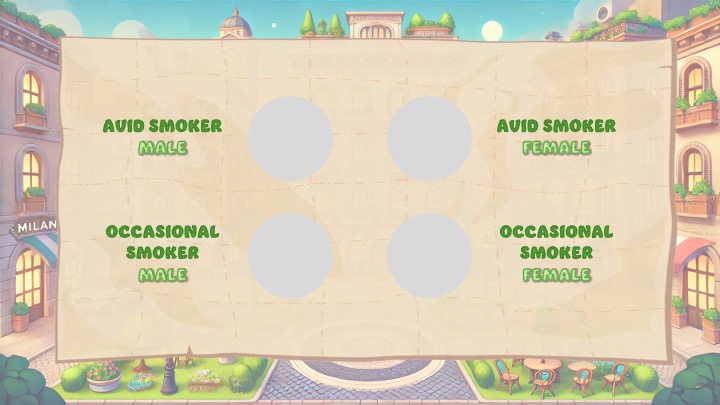 AVID SMOKER
MALE
AVID SMOKER
FEMALE
OCCASIONAL
SMOKER
MALE
OCCASIONAL
SMOKER
FEMALE
MILAN